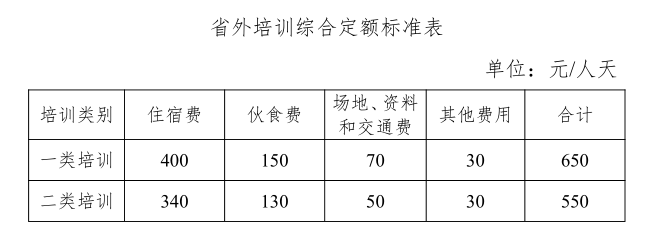 省外培训综合定额标准表
单位：元/人天
培训类别 住宿费 伙食费 场地、资料和交通费 其他费用 合计
一类培训 400 150 70 30 650
二类培训 340 130 50 30 550